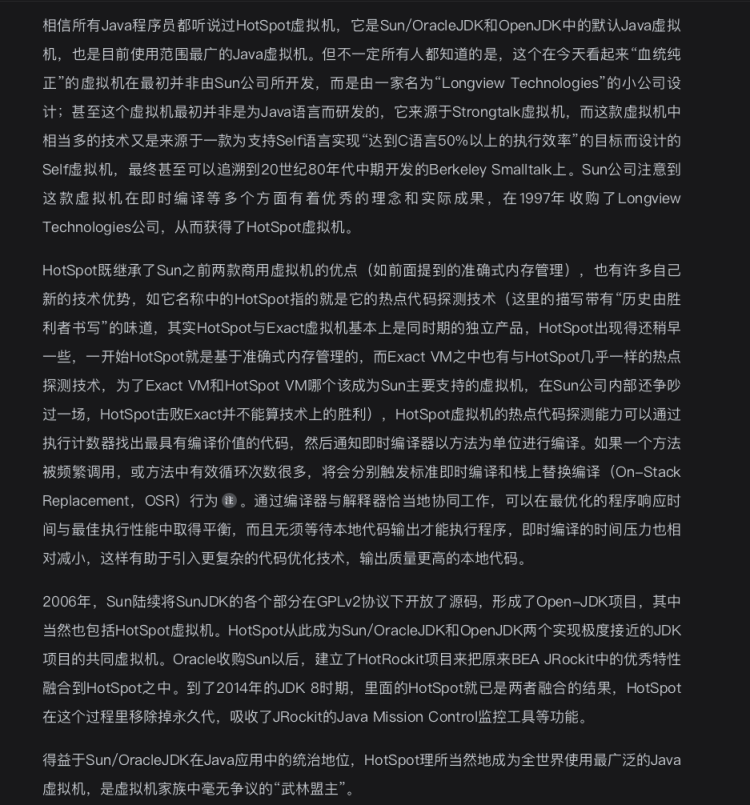 相信所有Java程序员都听说过HotSpot虚拟机，它是Sun/OracleJDK和OpenJDK中的默认Java虚拟
机，也是目前使用范围最广的Java虚拟机。但不一定所有人都知道的是，这个在今天看起来“血统纯
正”的虚拟机在最初并非由Sun公司所开发，而是由一家名为“Longview Technologies”的小公司设
计；甚至这个虚拟机最初并非是为Java语言而研发的，它来源于Strongtalk虚拟机，而这款虚拟机中
相当多的技术又是来源于一款为支持Self语言实现“达到C语言50%以上的执行效率”的目标而设计的
Self虚拟机，最终甚至可以追溯到20世纪80年代中期开发的Berkeley Smalltalk上。Sun公司注意到
这款虚拟机在即时编译等多个方面有着优秀的理念和实际成果，在1997年收购了Longview
Technologies公司，从而获得了HotSpot虚拟机。
HotSpot既继承了Sun之前两款商用虚拟机的优点（如前面提到的准确式内存管理），也有许多自己
新的技术优势，如它名称中的HotSpot指的就是它的热点代码探测技术（这里的描写带有“历史由胜
利者书写”的味道，其实HotSpot与Exact虚拟机基本上是同时期的独立产品，HotSpot出现得还稍早
一些，一开始HotSpot就是基于准确式内存管理的，而Exact VM之中也有与HotSpot几乎一样的热点
探测技术，为了Exact VM和HotSpot VM哪个该成为Sun主要支持的虚拟机，在Sun公司内部还争吵
过一场，HotSpot击败Exact并不能算技术上的胜利），HotSpot虚拟机的热点代码探测能力可以通过
执行计数器找出最具有编译价值的代码，然后通知即时编译器以方法为单位进行编译。如果一个方法
被频繁调用，或方法中有效循环次数很多，将会分别触发标准即时编译和栈上替换编译（On-Stack
Replacement，OSR）行为注。通过编译器与解释器恰当地协同工作，可以在最优化的程序响应时
间与最佳执行性能中取得平衡，而且无须等待本地代码输出才能执行程序，即时编译的时间压力也相
对减小，这样有助于引入更复杂的代码优化技术，输出质量更高的本地代码。
2006年，Sun陆续将SunJDK的各个部分在GPLv2协议下开放了源码，形成了Open-JDK项目，其中
当然也包括HotSpot虚拟机。HotSpot从此成为Sun/OracleJDK和OpenJDK两个实现极度接近的JDK
项目的共同虚拟机。Oracle收购Sun以后，建立了HotRockit项目来把原来BEA JRockit中的优秀特性
融合到HotSpot之中。到了2014年的JDK 8时期，里面的HotSpot就已是两者融合的结果，HotSpot
在这个过程里移除掉永久代，吸收了JRockit的Java Mission Control监控工具等功能。
得益于Sun/OracleJDK在Java应用中的统治地位，HotSpot理所当然地成为全世界使用最广泛的Java
虚拟机，是虚拟机家族中毫无争议的“武林盟主”。